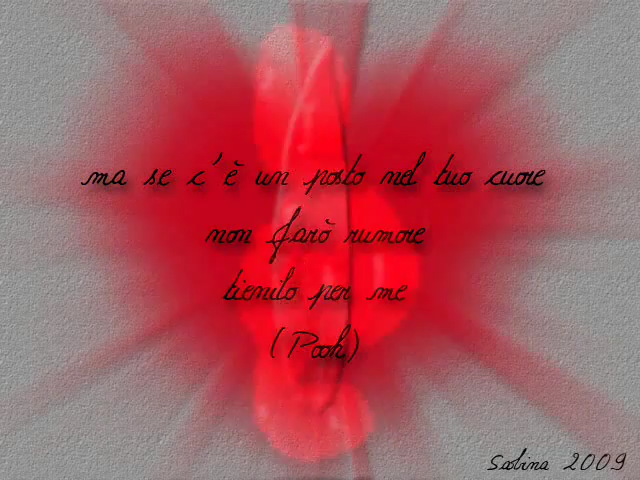 ma se c'è un posto nel tuo cuore
non farò rumore
tienilo per me
(Pooh)
Sabina 2009